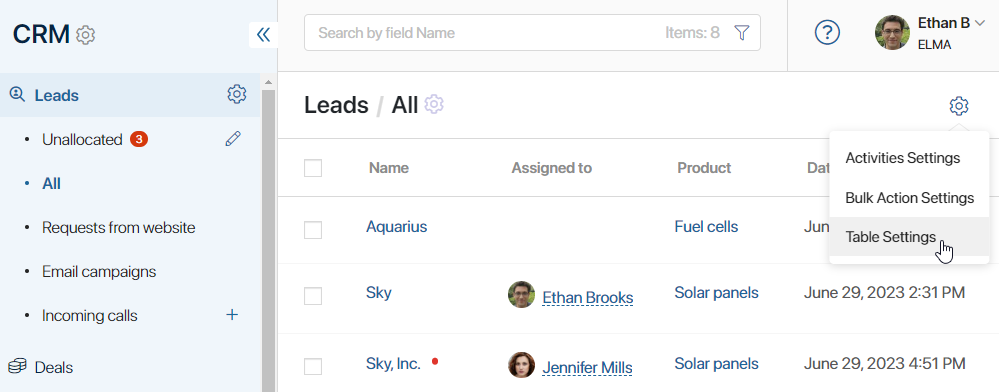 CRM
Search by field Name Items: 8
Ethan B
ELMA
Leads
Unallocated 3
All
Requests from website
Email campaigns
Incoming calls
Deals
Leads / All
Activities Settings
Bulk Action Settings
Table Settings
Name Assigned to Product Dat
Aquarius Fuel cells Jun
Sky Ethan Brooks Solar panels June 29, 2023 2:31 PM
Sky, Inc. Jennifer Mills Solar panels June 29, 2023 4:51 PM